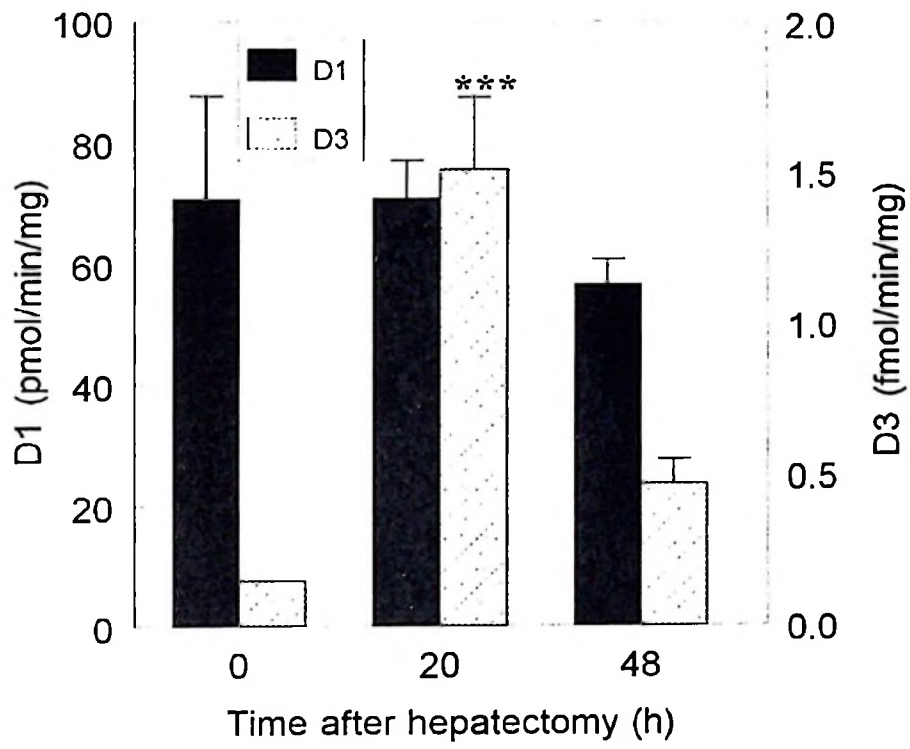 100
80
60
40
20
0
D1 (pmol/min/mg)
D1
D3
***
2.0
1.5
1.0
0.5
0.0
D3 (fmol/min/mg)
0 20 48
Time after hepatectomy (h)